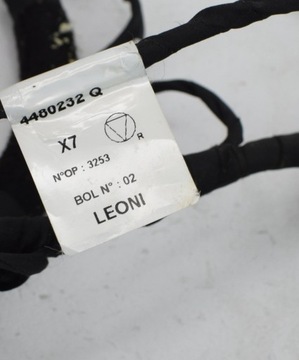 4480232 Q
X7
R
N°OP : 3253
BOL N° : 02
LEONI